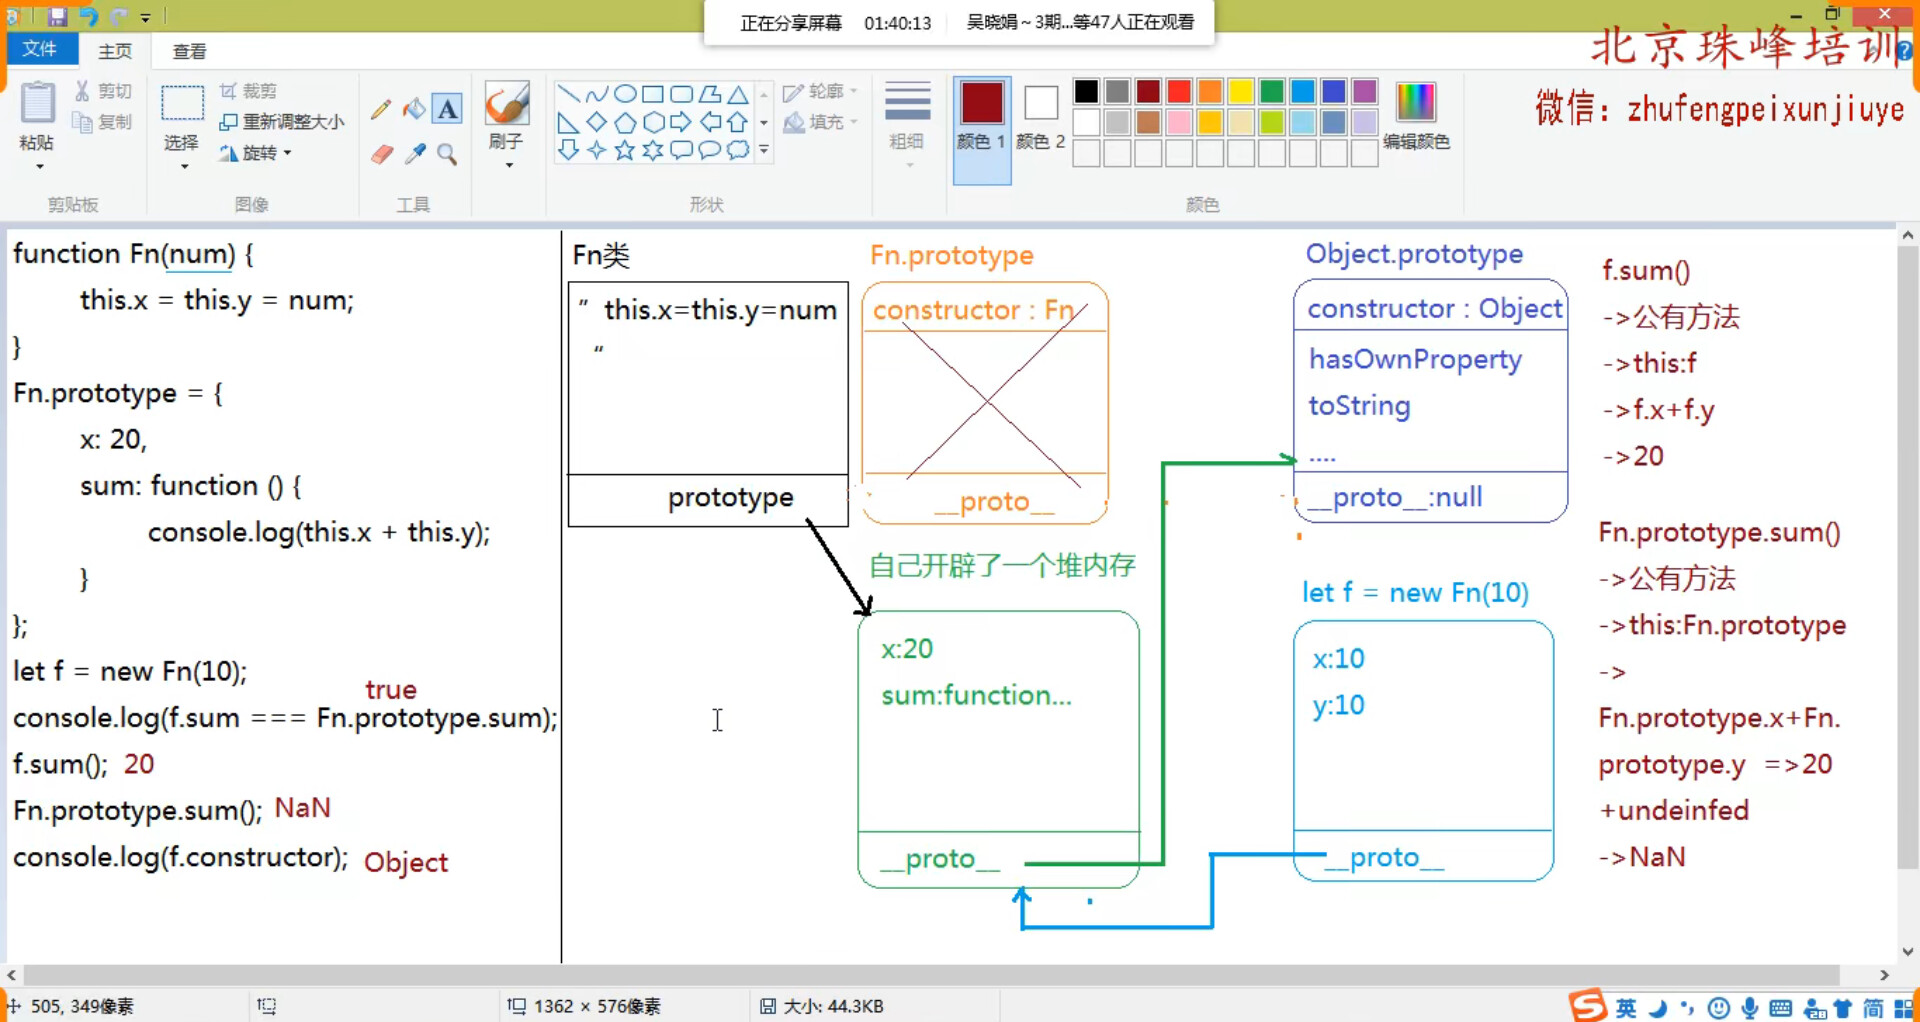 正在分享屏幕 01:40:13 吴晓娟～3期...等47人正在观看
文件 主页 查看
北京珠峰培训
微信：zhufengpeixunjiuye
粘贴
剪切
复制
剪贴板
选择
裁剪
重新调整大小
旋转
图像
A
工具
刷子
轮廓
填充
形状
粗细
颜色 1
颜色 2
编辑颜色
颜色
function Fn(num) {
this.x = this.y = num;
}
Fn.prototype = {
x: 20,
sum: function () {
console.log(this.x + this.y);
}
};
let f = new Fn(10);
true
console.log(f.sum === Fn.prototype.sum);
f.sum(); 20
Fn.prototype.sum(); NaN
console.log(f.constructor); Object
Fn类
" this.x=this.y=num
"
prototype
Fn.prototype
constructor : Fn
__proto__
自己开辟了一个堆内存
x:20
sum:function...
__proto__
Object.prototype
constructor : Object
hasOwnProperty
toString
....
__proto__:null
let f = new Fn(10)
x:10
y:10
__proto__
f.sum()
->公有方法
->this:f
->f.x+f.y
->20
Fn.prototype.sum()
->公有方法
->this:Fn.prototype
->
Fn.prototype.x+Fn.
prototype.y =>20
+undeinfed
->NaN
505, 349像素
1362 × 576像素
大小: 44.3KB
英
简